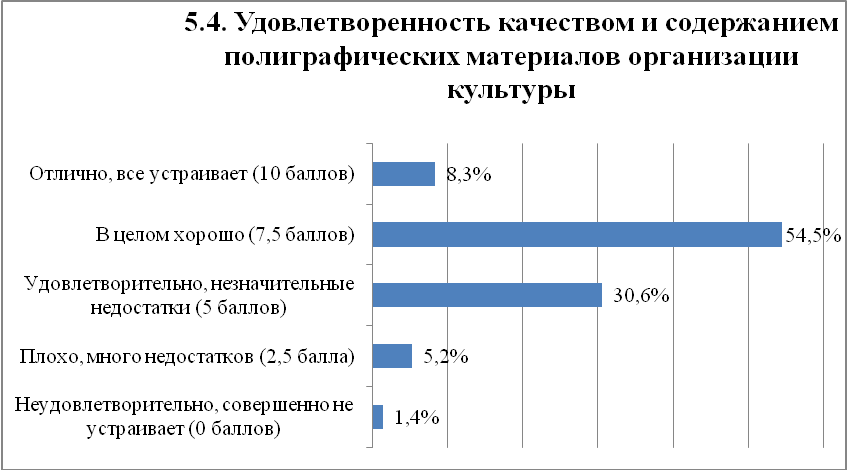 5.4. Удовлетворенность качеством и содержанием
полиграфических материалов организации
культуры
Отлично, все устраивает (10 баллов)
8,3%
В целом хорошо (7,5 баллов)
54,5%
Удовлетворительно, незначительные
недостатки (5 баллов)
30,6%
Плохо, много недостатков (2,5 балла)
5,2%
Неудовлетворительно, совершенно не
устраивает (0 баллов)
1,4%